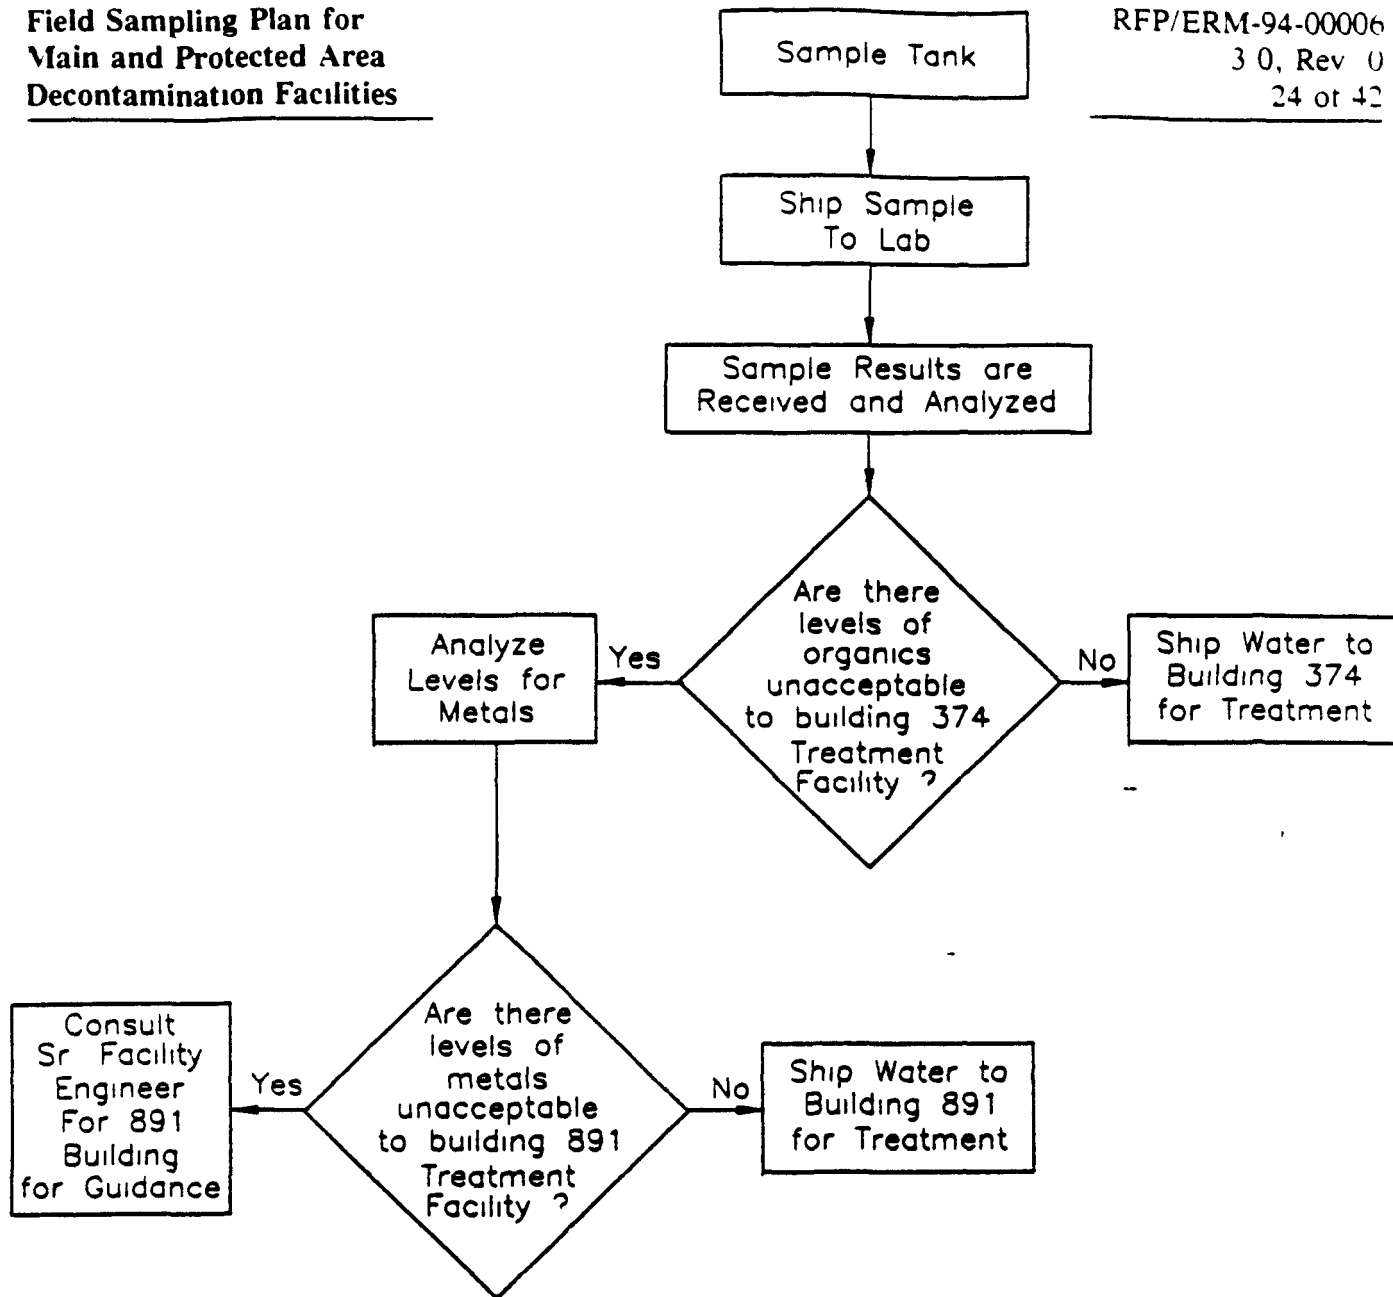 Field Sampling Plan for
Main and Protected Area
Decontamination Facilities
RFP/ERM-94-00006
3 0, Rev 0
24 of 42
Sample Tank
Ship Sample
To Lab
Sample Results are
Received and Analyzed
Are there
levels of
organics
unacceptable
to building 374
Treatment
Facility ?
Yes
No
Analyze
Levels for
Metals
Ship Water to
Building 374
for Treatment
Are there
levels of
metals
unacceptable
to building 891
Treatment
Facility ?
Yes
No
Consult
Sr Facility
Engineer
For 891
Building
for Guidance
Ship Water to
Building 891
for Treatment